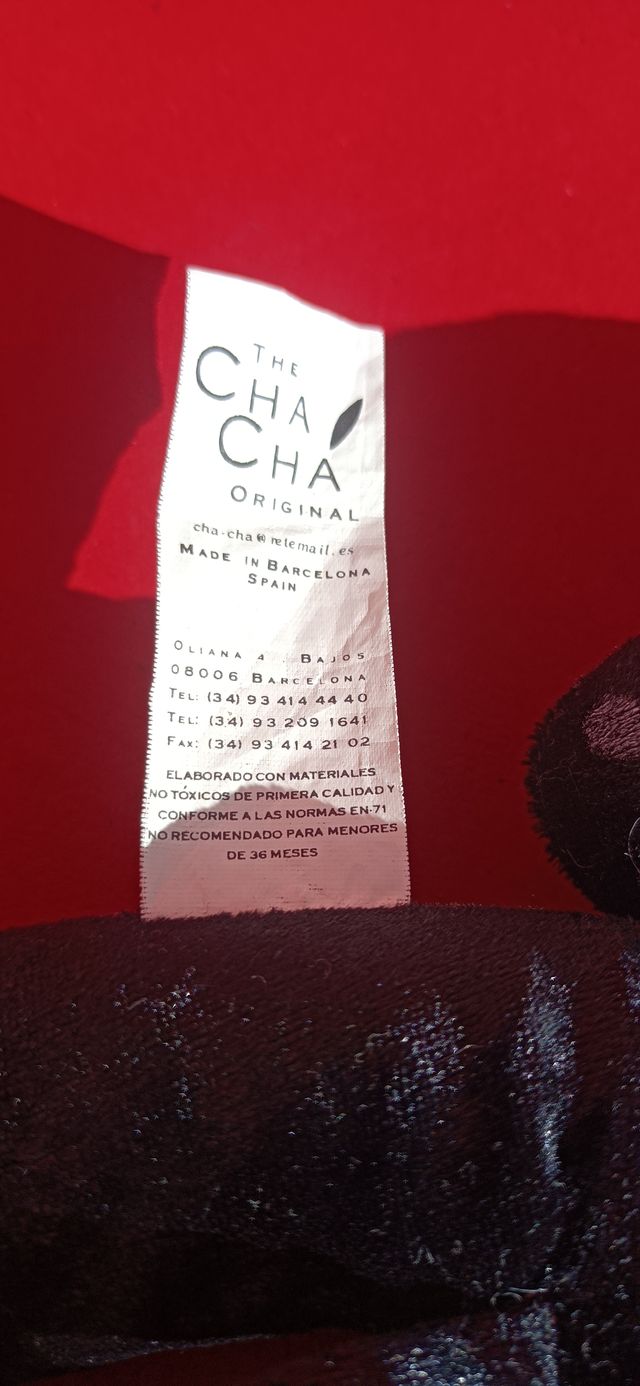 THE
CHA
CHA
ORIGINAL
cha-cha@retemail.es
MADE IN BARCELONA
SPAIN
OLIANA 4 . BAJOS
08006 BARCELONA
TEL: (34) 93 414 44 40
TEL: (34) 93 209 1641
FAX: (34) 93 414 21 02
ELABORADO CON MATERIALES
NO TÓXICOS DE PRIMERA CALIDAD Y
CONFORME A LAS NORMAS EN-71
NO RECOMENDADO PARA MENORES
DE 36 MESES